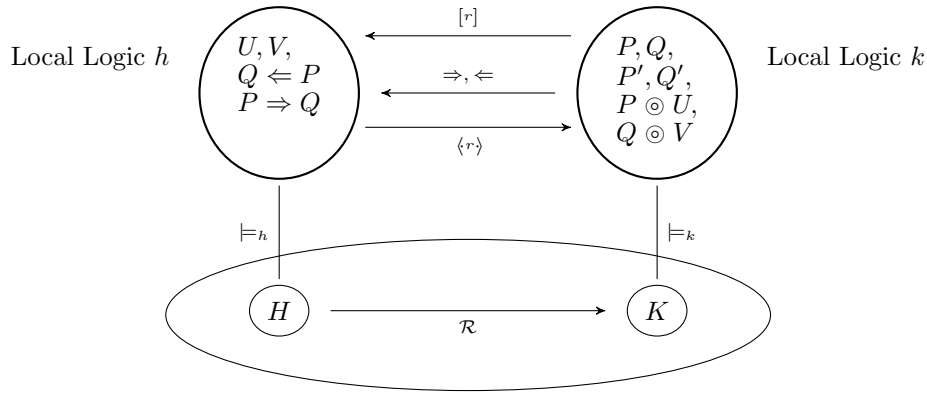 [r]
Local Logic h
U, V,
Q ⇐ P
P ⇒ Q
⇒, ⇐
⟨·r·⟩
P, Q,
P′, Q′,
P ⊚ U,
Q ⊚ V
Local Logic k
⊨h
⊨k
H
K
ℛ